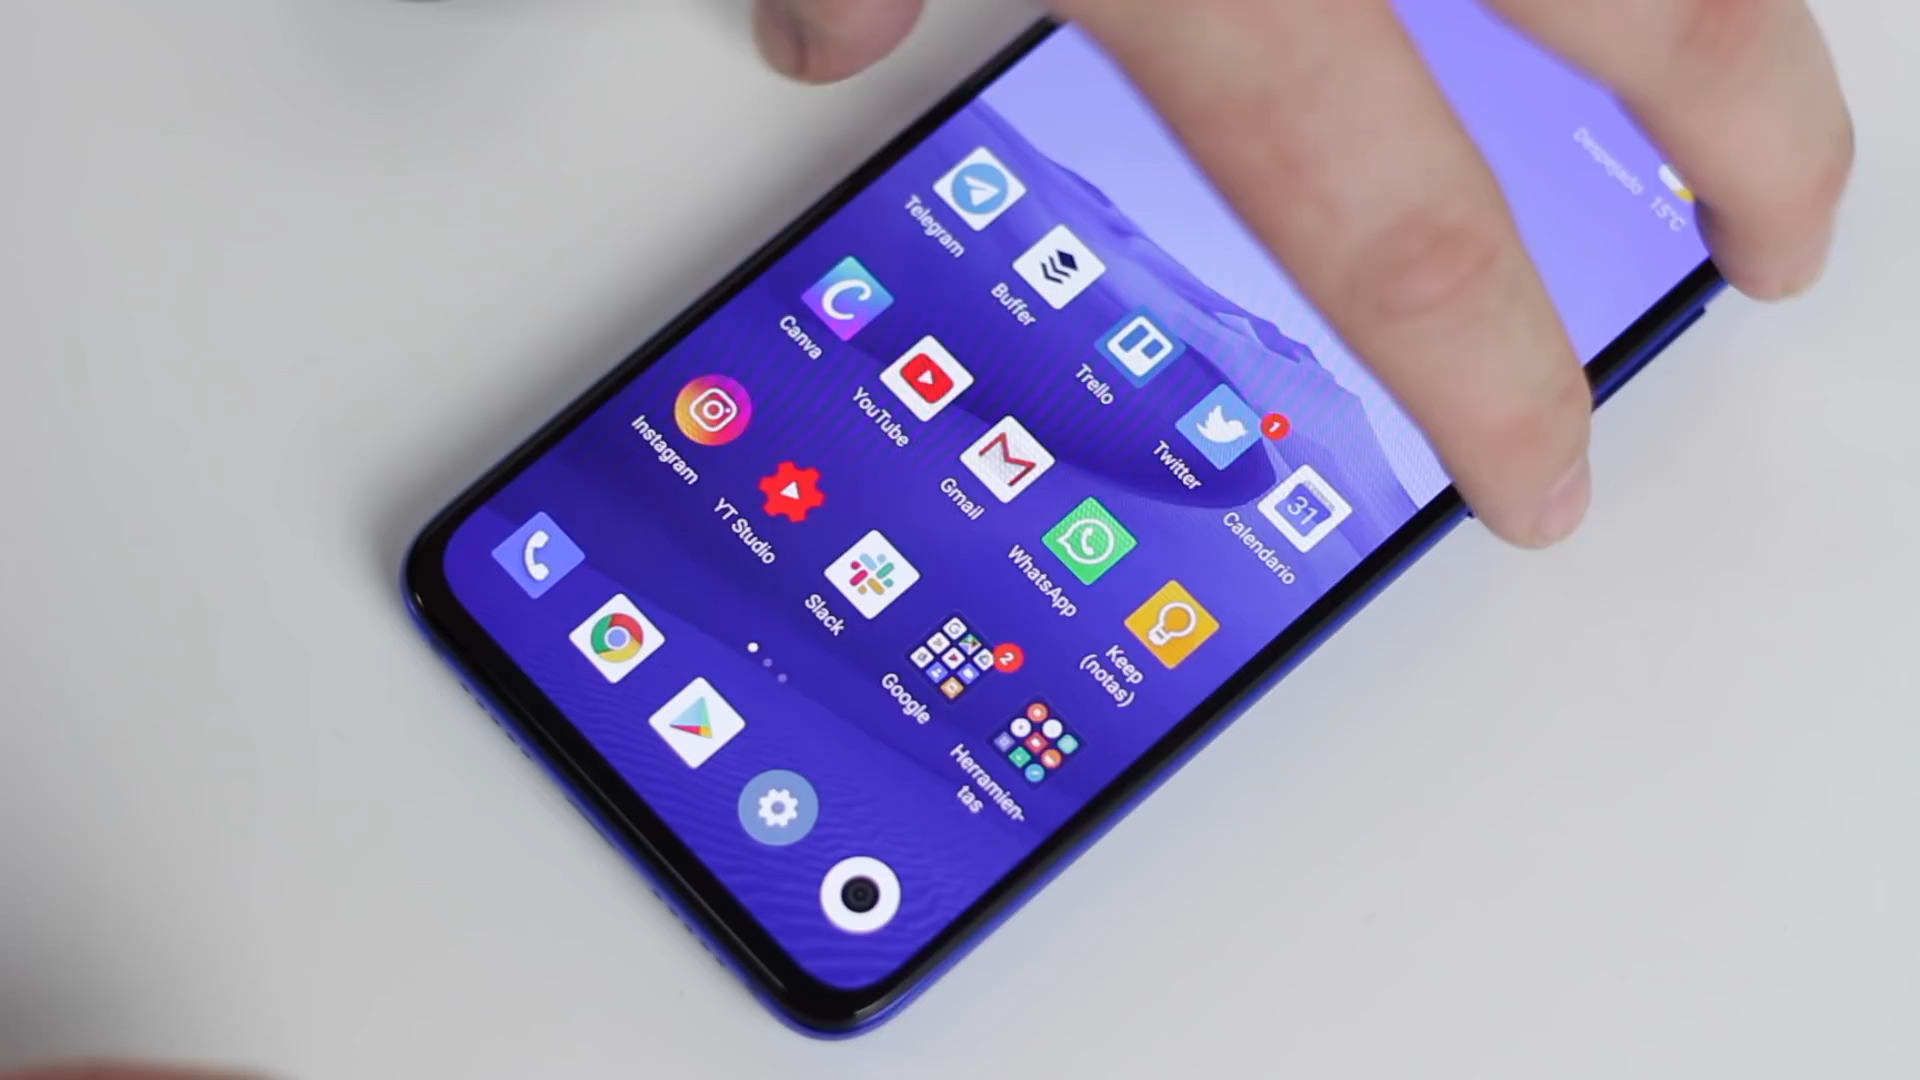 Despejado 15°C
Telegram
Buffer
Trello
Twitter
1
Calendario
31
Canva
YouTube
Gmail
WhatsApp
Keep
(notas)
Instagram
YT Studio
Slack
Google
2
Herramien-
tas